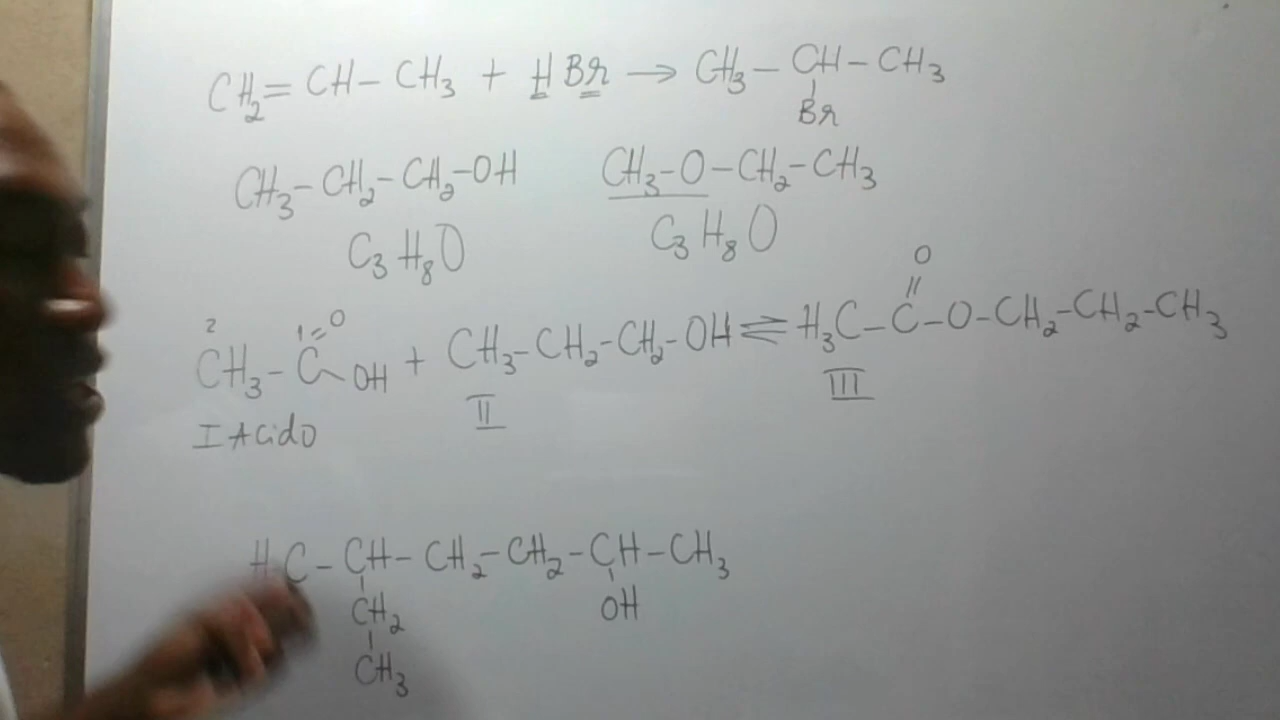 CH₂=CH-CH₃ + HBr → CH₃-CH-CH₃
Br
CH₃-CH₂-CH₂-OH CH₃-O-CH₂-CH₃
C₃H₈O C₃H₈O
O
2 1 O
CH₃-C-OH + CH₃-CH₂-CH₂-OH ⇌ H₃C-C-O-CH₂-CH₂-CH₃
I Acido II III
H C-CH-CH₂-CH₂-CH-CH₃
CH₂ OH
CH₃